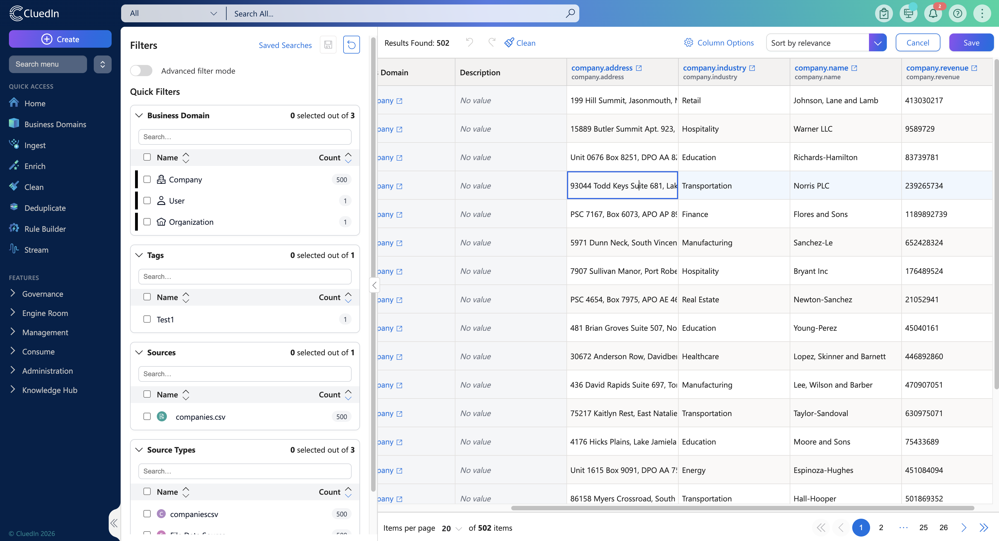 CluedIn
All
Search All...
2
Create
Search menu
QUICK ACCESS
Home
Business Domains
Ingest
Enrich
Clean
Deduplicate
Rule Builder
Stream
FEATURES
Governance
Engine Room
Management
Consume
Administration
Knowledge Hub
© CluedIn 2026
Filters
Saved Searches
Advanced filter mode
Quick Filters
Business Domain 0 selected out of 3
Search...
Name Count
Company 500
User 1
Organization 1
Tags 0 selected out of 1
Search...
Name Count
Test1 1
Sources 0 selected out of 1
Search...
Name Count
companies.csv 500
Source Types 0 selected out of 3
Search...
Name Count
C companiescsv 500
Results Found: 502 Clean Column Options Sort by relevance Cancel Save
Domain Description company.address company.industry company.name company.revenue
company.address company.industry company.name company.revenue
pany No value 199 Hill Summit, Jasonmouth, Retail Johnson, Lane and Lamb 413030217
pany No value 15889 Butler Summit Apt. 923, Hospitality Warner LLC 9589729
pany No value Unit 0676 Box 8251, DPO AA 82 Education Richards-Hamilton 83739781
pany No value 93044 Todd Keys Suite 681, Lak Transportation Norris PLC 239265734
pany No value PSC 7167, Box 6073, APO AP 89 Finance Flores and Sons 1189892739
pany No value 5971 Dunn Neck, South Vincen Manufacturing Sanchez-Le 652428324
pany No value 7907 Sullivan Manor, Port Robe Hospitality Bryant Inc 176489524
pany No value PSC 4654, Box 7975, APO AE 46 Real Estate Newton-Sanchez 21052941
pany No value 481 Brian Groves Suite 507, No Education Young-Perez 45040161
pany No value 30672 Anderson Row, Davidber Healthcare Lopez, Skinner and Barnett 446892860
pany No value 436 David Rapids Suite 697, Tor Manufacturing Lee, Wilson and Barber 470907051
pany No value 75217 Kaitlyn Rest, East Natalie Transportation Taylor-Sandoval 630975071
pany No value 4176 Hicks Plains, Lake Jamiela Education Moore and Sons 75433689
pany No value Unit 1615 Box 9091, DPO AA 75 Energy Espinoza-Hughes 451084094
pany No value 86158 Myers Crossroad, South Transportation Hall-Hooper 501869352
Items per page 20 of 502 items 1 2 ... 25 26